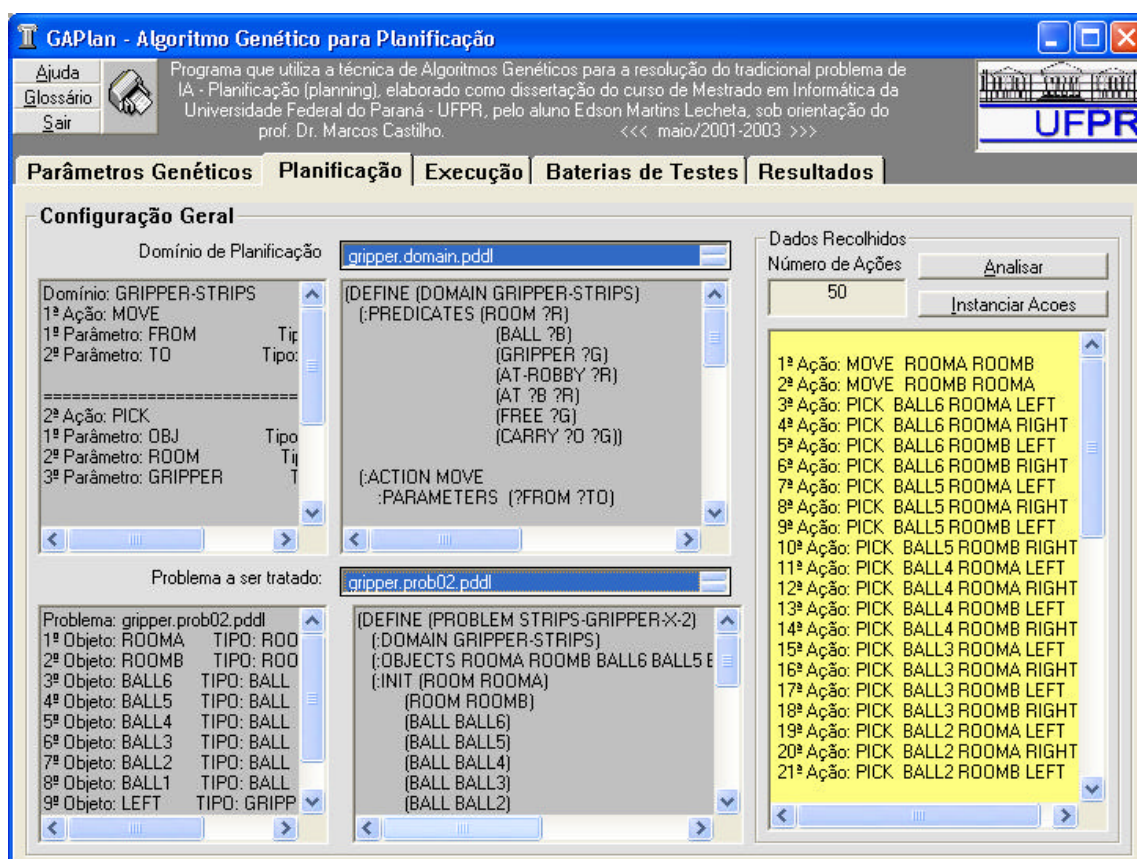 GAPlan - Algoritmo Genético para Planificação
Ajuda
Glossário
Sair
Programa que utiliza a técnica de Algoritmos Genéticos para a resolução do tradicional problema de
IA - Planificação (planning), elaborado como dissertação do curso de Mestrado em Informática da
Universidade Federal do Paraná - UFPR, pelo aluno Edson Martins Lecheta, sob orientação do
prof. Dr. Marcos Castilho. <<< maio/2001-2003 >>>
UFPR
Parâmetros Genéticos Planificação Execução Baterias de Testes Resultados
Configuração Geral
Domínio de Planificação
gripper.domain.pddl
Domínio: GRIPPER-STRIPS
1ª Ação: MOVE
1º Parâmetro: FROM Tip
2º Parâmetro: TO Tipo:
============================
2ª Ação: PICK
1º Parâmetro: OBJ Tipo
2º Parâmetro: ROOM Tip
3º Parâmetro: GRIPPER T
(DEFINE (DOMAIN GRIPPER-STRIPS)
(:PREDICATES (ROOM ?R)
(BALL ?B)
(GRIPPER ?G)
(AT-ROBBY ?R)
(AT ?B ?R)
(FREE ?G)
(CARRY ?O ?G))
(:ACTION MOVE
:PARAMETERS (?FROM ?TO)
Problema a ser tratado:
gripper.prob02.pddl
Problema: gripper.prob02.pddl
1º Objeto: ROOMA TIPO: ROO
2º Objeto: ROOMB TIPO: ROO
3º Objeto: BALL6 TIPO: BALL
4º Objeto: BALL5 TIPO: BALL
5º Objeto: BALL4 TIPO: BALL
6º Objeto: BALL3 TIPO: BALL
7º Objeto: BALL2 TIPO: BALL
8º Objeto: BALL1 TIPO: BALL
9º Objeto: LEFT TIPO: GRIPP
(DEFINE (PROBLEM STRIPS-GRIPPER-X-2)
(:DOMAIN GRIPPER-STRIPS)
(:OBJECTS ROOMA ROOMB BALL6 BALL5 B
(:INIT (ROOM ROOMA)
(ROOM ROOMB)
(BALL BALL6)
(BALL BALL5)
(BALL BALL4)
(BALL BALL3)
(BALL BALL2)
Dados Recolhidos
Número de Ações
50
Analisar
Instanciar Acoes
1ª Ação: MOVE ROOMA ROOMB
2ª Ação: MOVE ROOMB ROOMA
3ª Ação: PICK BALL6 ROOMA LEFT
4ª Ação: PICK BALL6 ROOMA RIGHT
5ª Ação: PICK BALL6 ROOMB LEFT
6ª Ação: PICK BALL6 ROOMB RIGHT
7ª Ação: PICK BALL5 ROOMA LEFT
8ª Ação: PICK BALL5 ROOMA RIGHT
9ª Ação: PICK BALL5 ROOMB LEFT
10ª Ação: PICK BALL5 ROOMB RIGHT
11ª Ação: PICK BALL4 ROOMA LEFT
12ª Ação: PICK BALL4 ROOMA RIGHT
13ª Ação: PICK BALL4 ROOMB LEFT
14ª Ação: PICK BALL4 ROOMB RIGHT
15ª Ação: PICK BALL3 ROOMA LEFT
16ª Ação: PICK BALL3 ROOMA RIGHT
17ª Ação: PICK BALL3 ROOMB LEFT
18ª Ação: PICK BALL3 ROOMB RIGHT
19ª Ação: PICK BALL2 ROOMA LEFT
20ª Ação: PICK BALL2 ROOMA RIGHT
21ª Ação: PICK BALL2 ROOMB LEFT